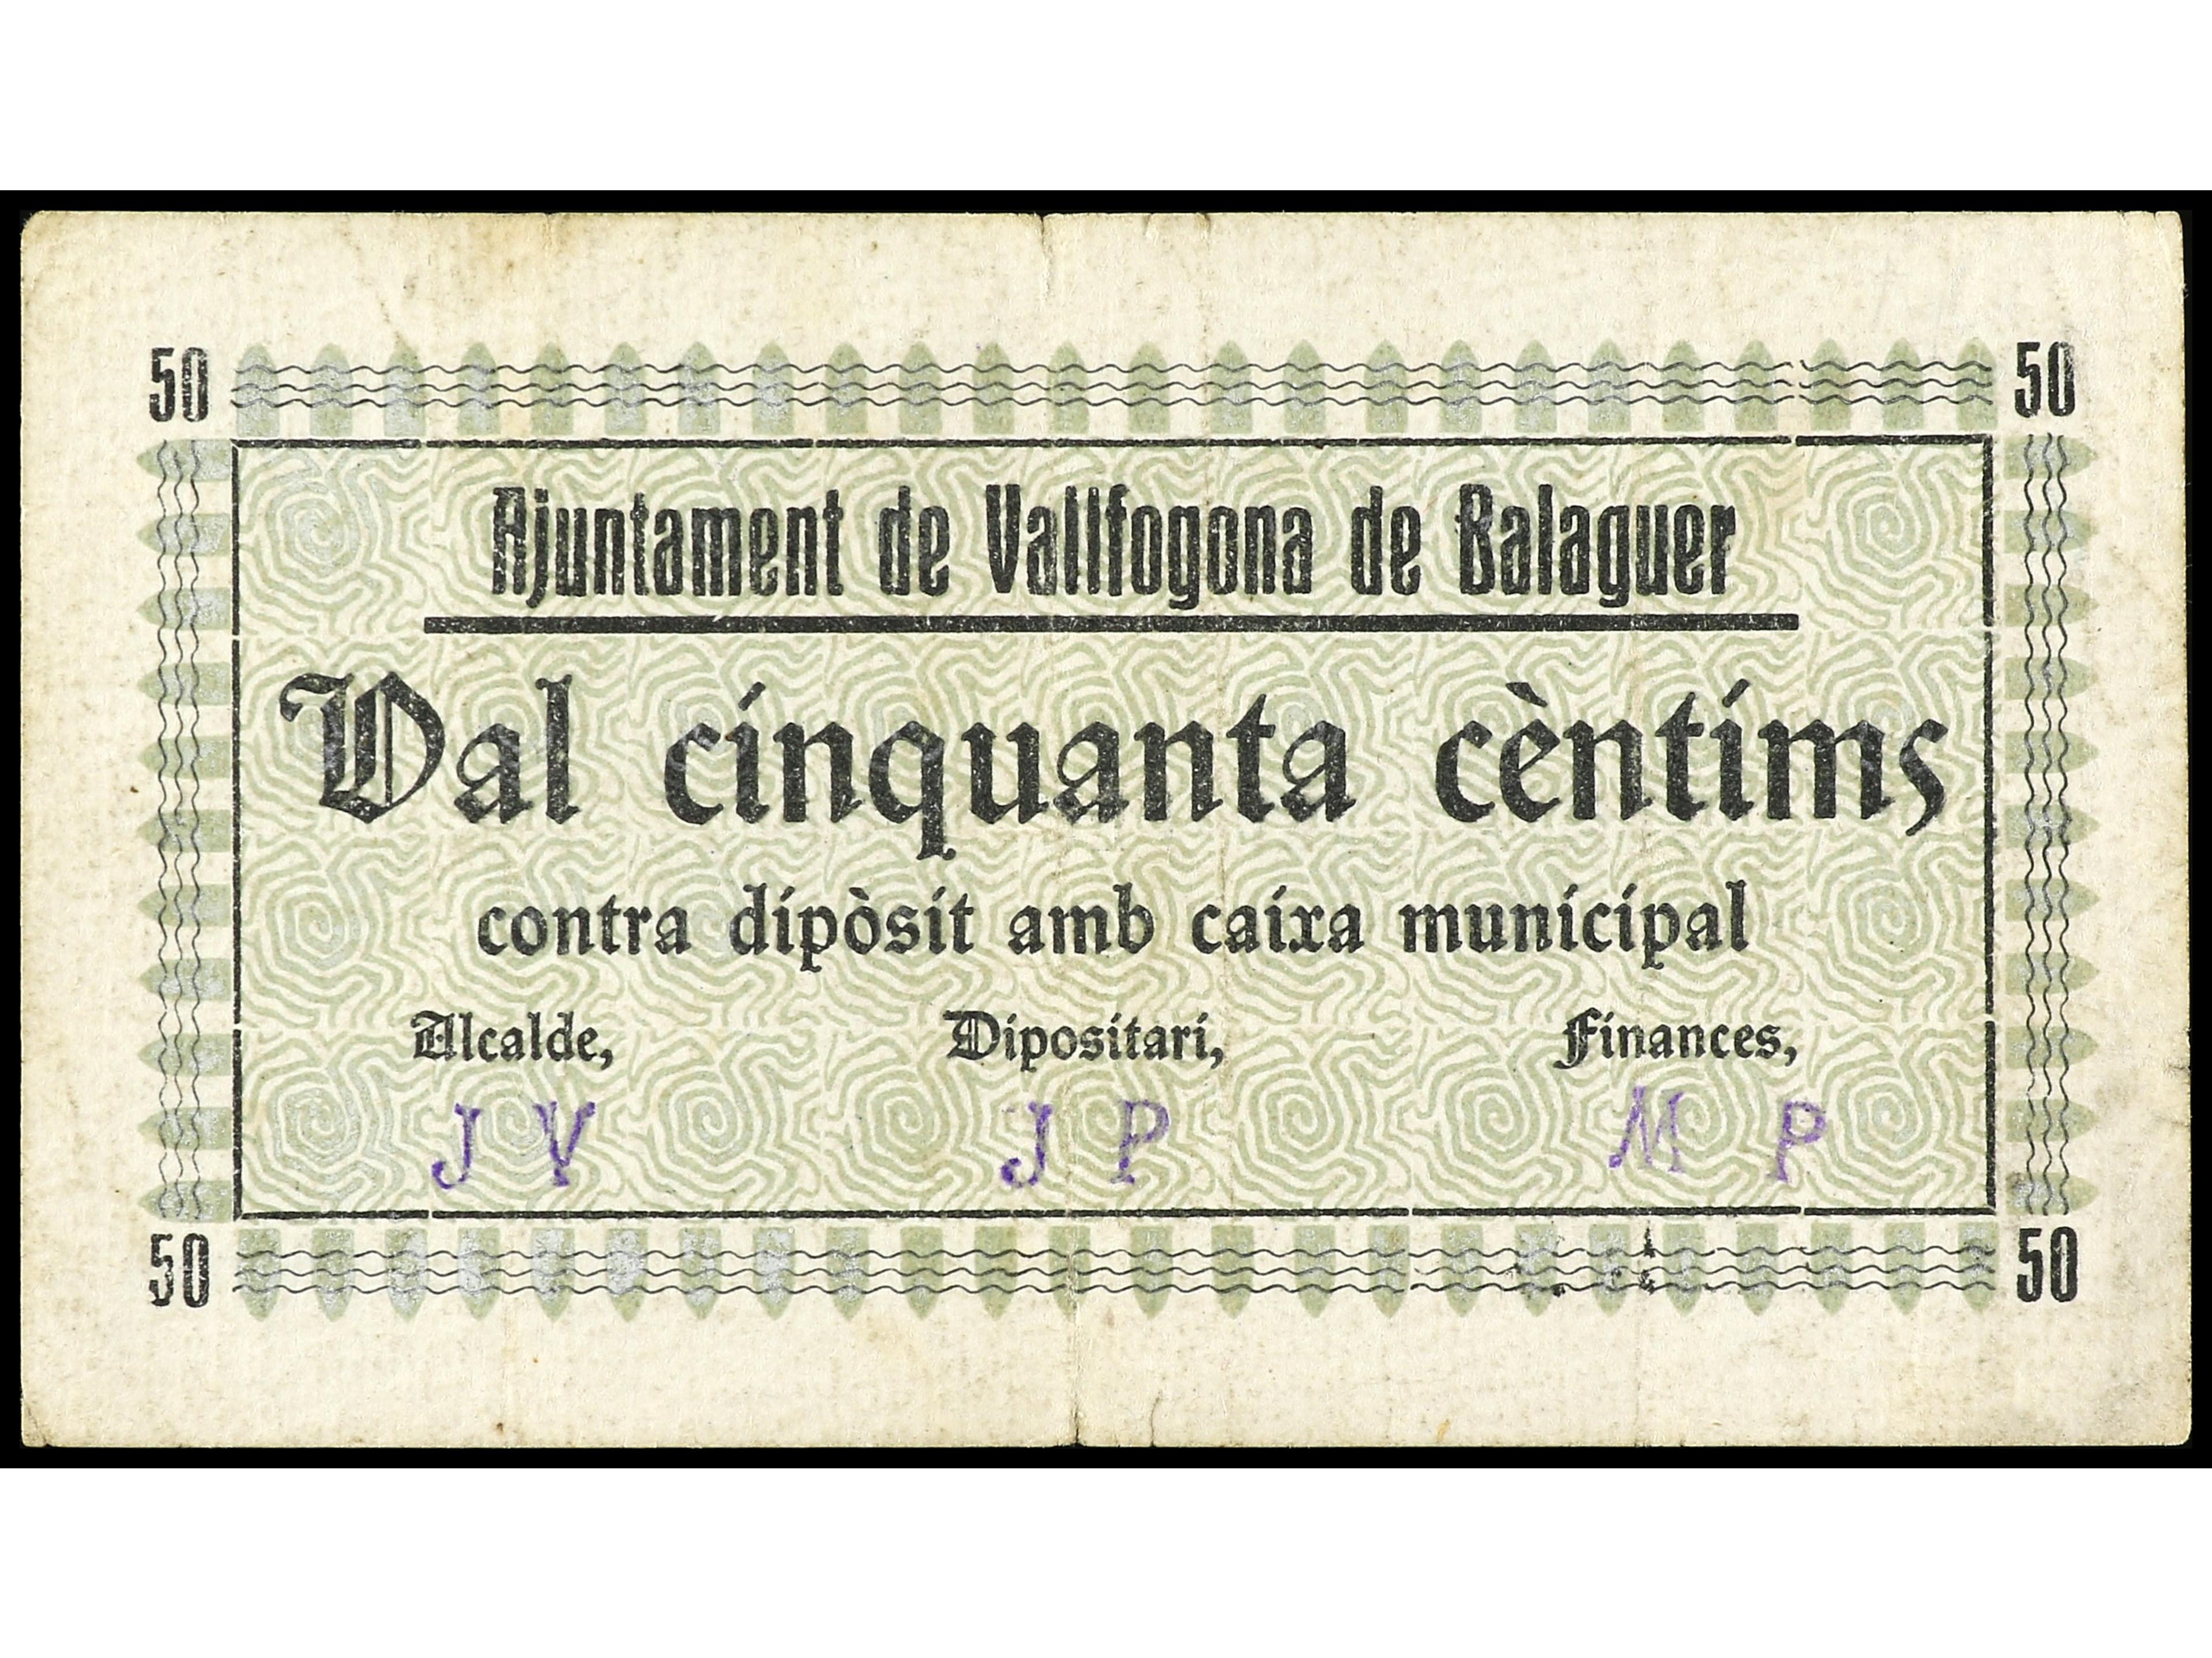 50 50
Ajuntament de Vallfogona de Balaguer
Val cinquanta cèntims
contra dipòsit amb caixa municipal
Alcalde, Dipositari, Finances,
J V J P M P
50 50